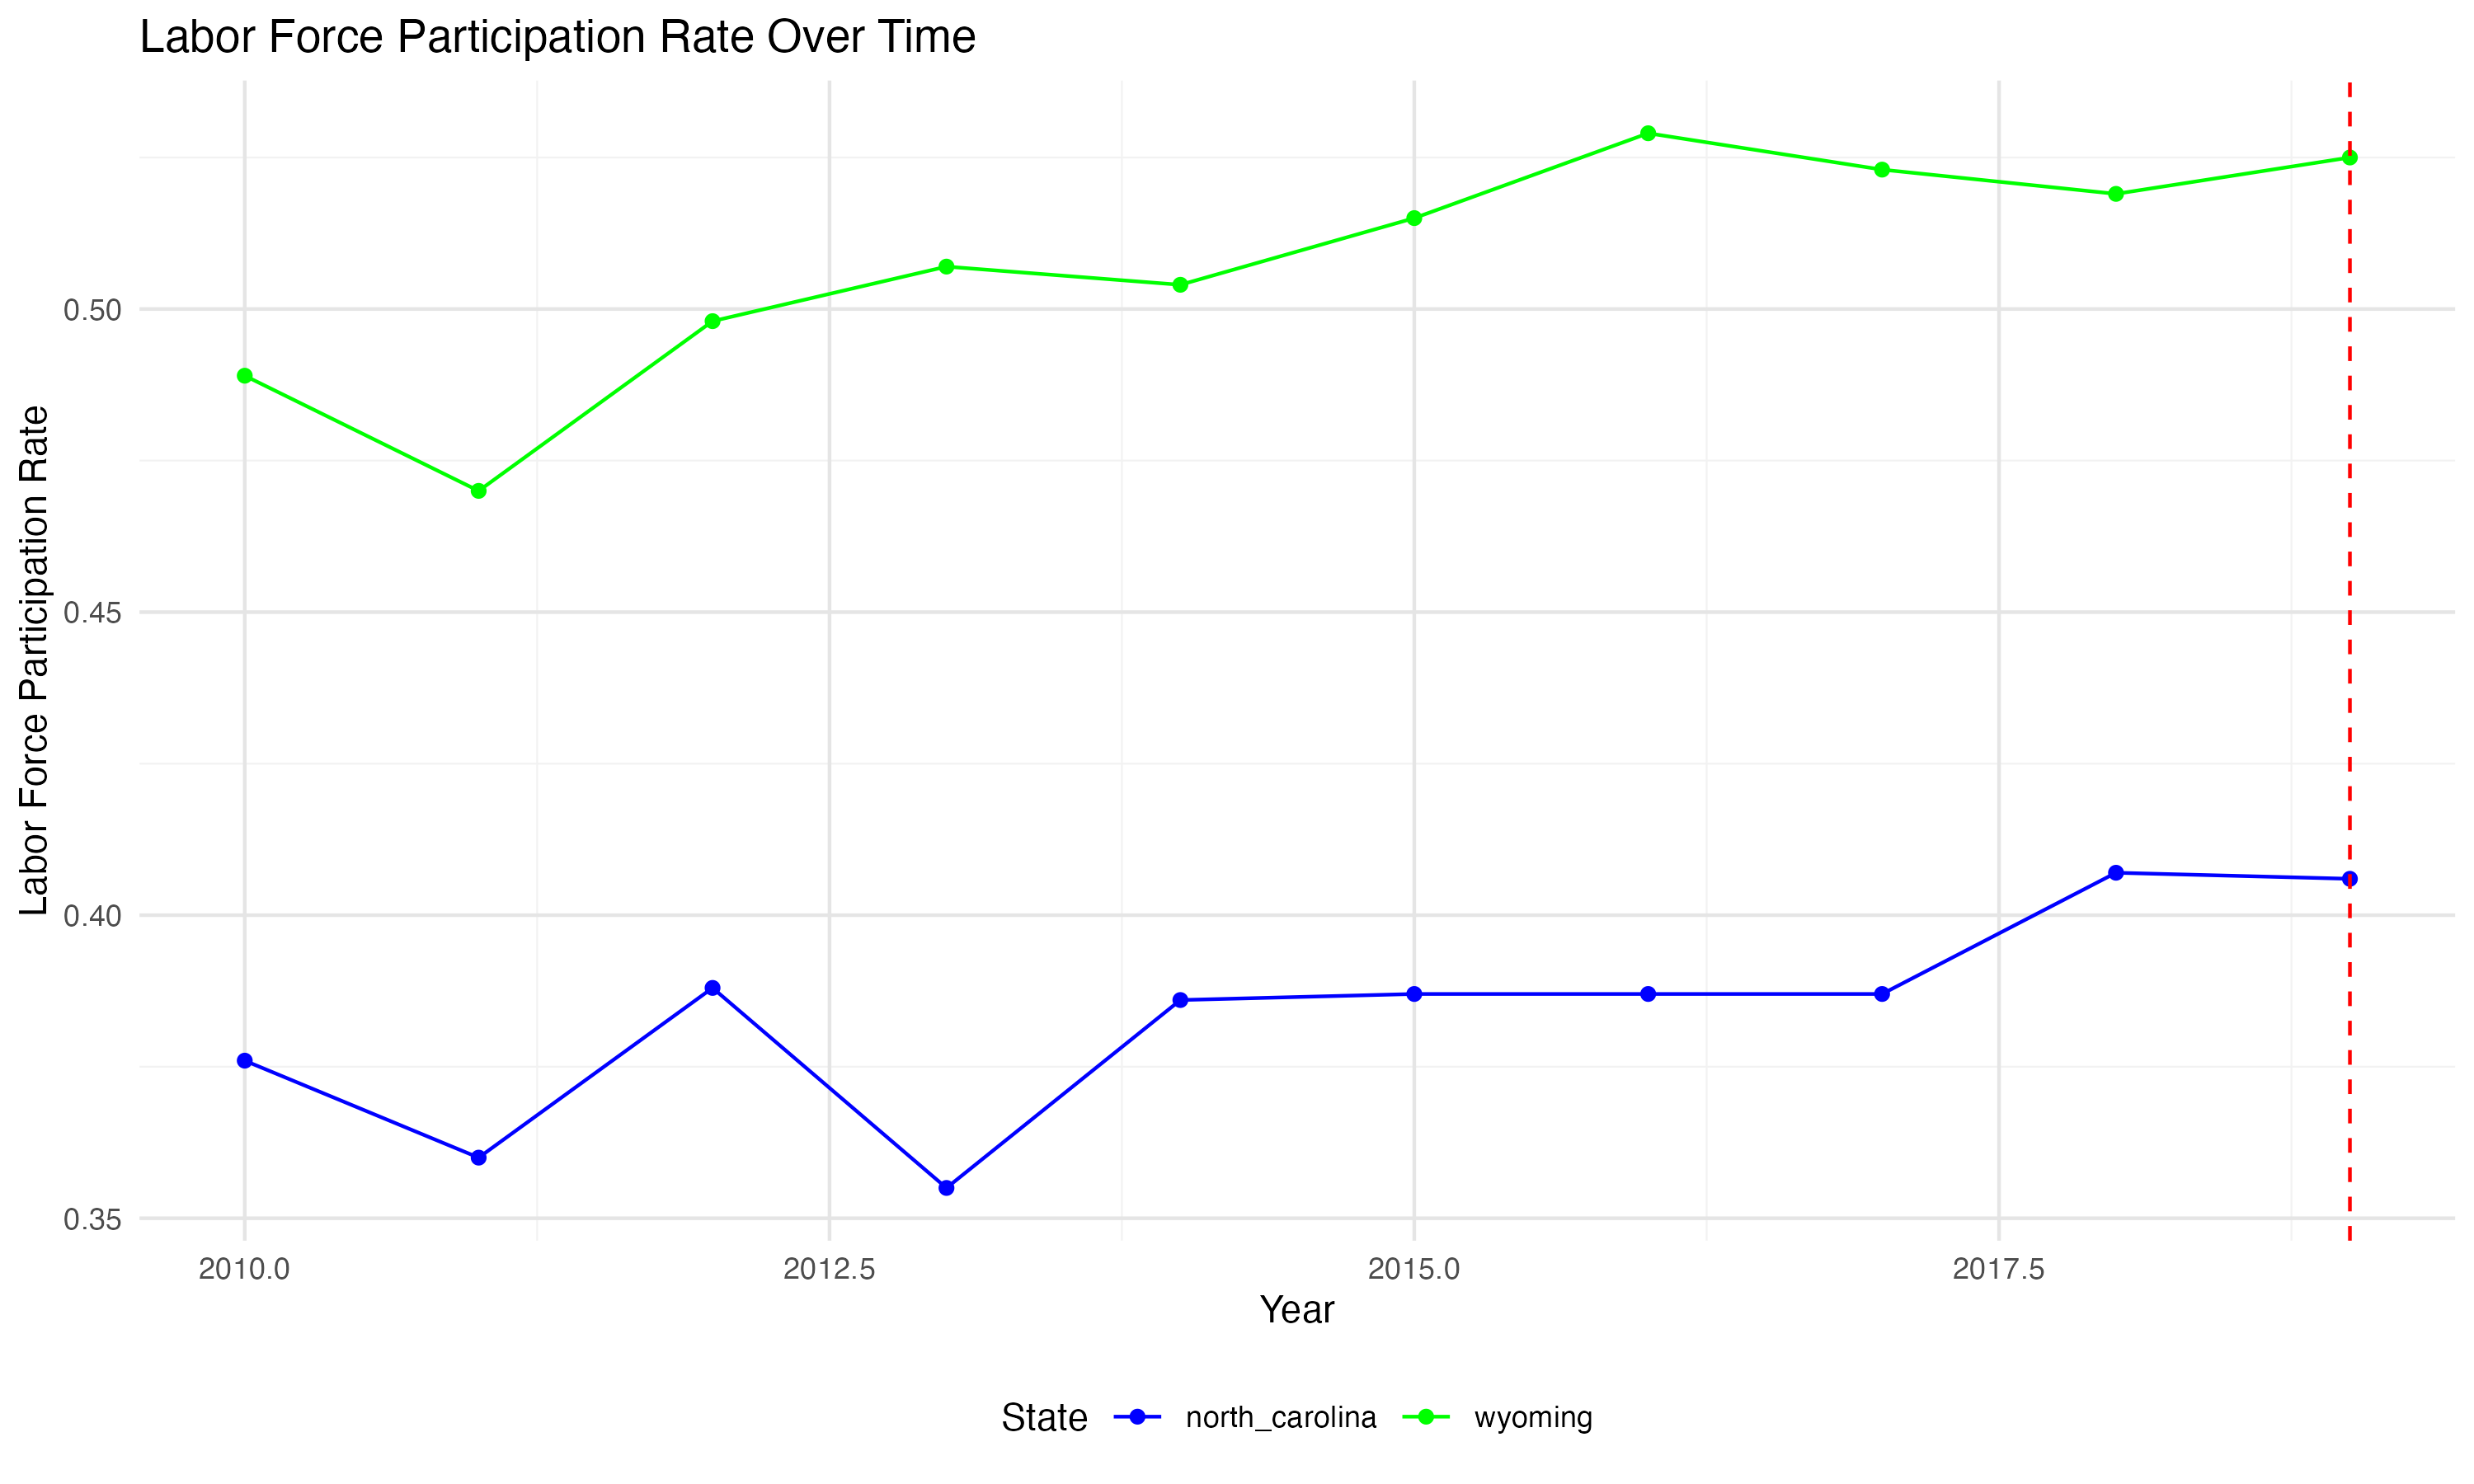 Labor Force Participation Rate Over Time
Labor Force Participation Rate
0.50
0.45
0.40
0.35
2010.0 2012.5 2015.0 2017.5
Year
State north_carolina wyoming